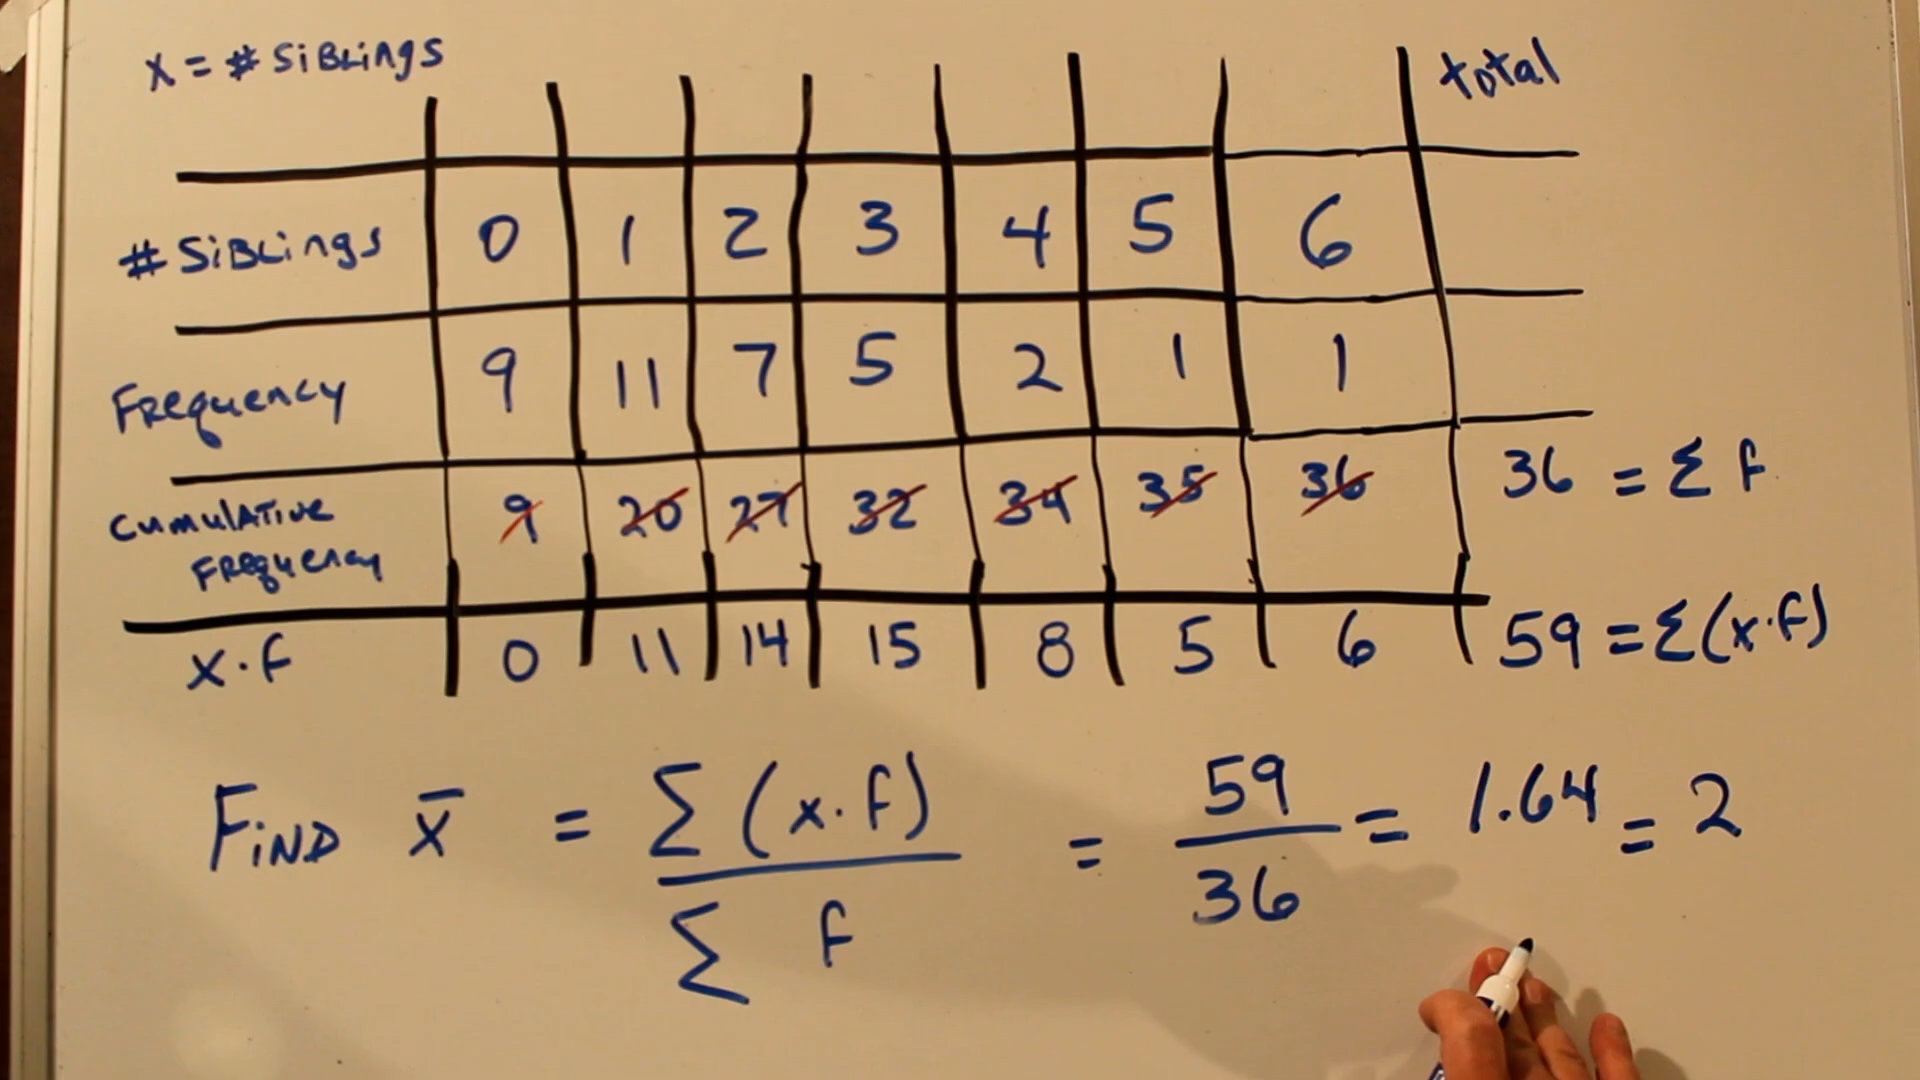 x = # SiBLings
total
# SiBLings 0 1 2 3 4 5 6
Frequency 9 11 7 5 2 1 1
Cumulative Frequency 9 20 27 32 34 35 36 36 = Σ f
x·f 0 11 14 15 8 5 6 59 = Σ(x·f)
Find x̄ = Σ (x·f) / Σ f = 59 / 36 = 1.64 = 2